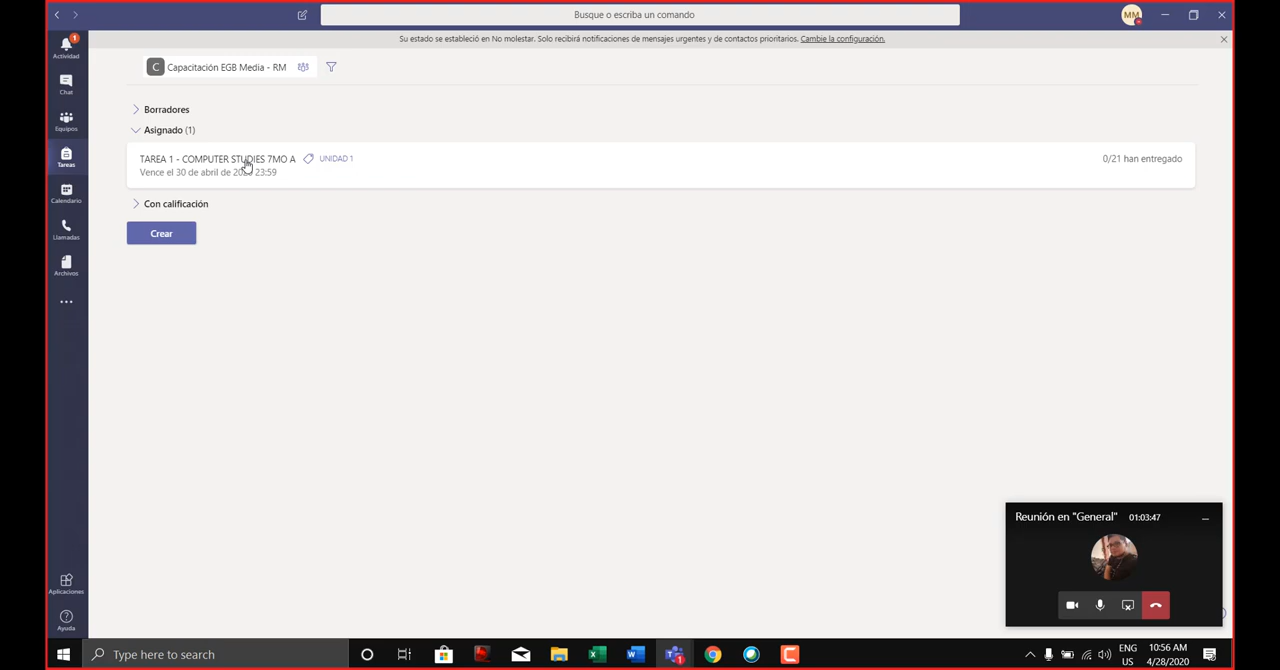 Busque o escriba un comando
MM
Su estado se estableció en No molestar. Solo recibirá notificaciones de mensajes urgentes y de contactos prioritarios. Cambie la configuración.
1
Actividad
Chat
Equipos
Tareas
Calendario
Llamadas
Archivos
Aplicaciones
Ayuda
C Capacitación EGB Media - RM
Borradores
Asignado (1)
TAREA 1 - COMPUTER STUDIES 7MO A UNIDAD 1
0/21 han entregado
Vence el 30 de abril de 23:59
Con calificación
Crear
Reunión en "General" 01:03:47
Type here to search
1
ENG
US
10:56 AM
4/28/2020